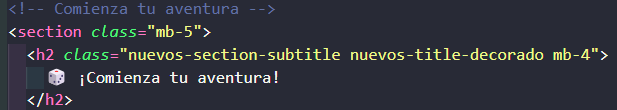 <!-- Comienza tu aventura -->
<section class="mb-5">
<h2 class="nuevos-section-subtitle nuevos-title-decorado mb-4">
🎲 ¡Comienza tu aventura!
</h2>